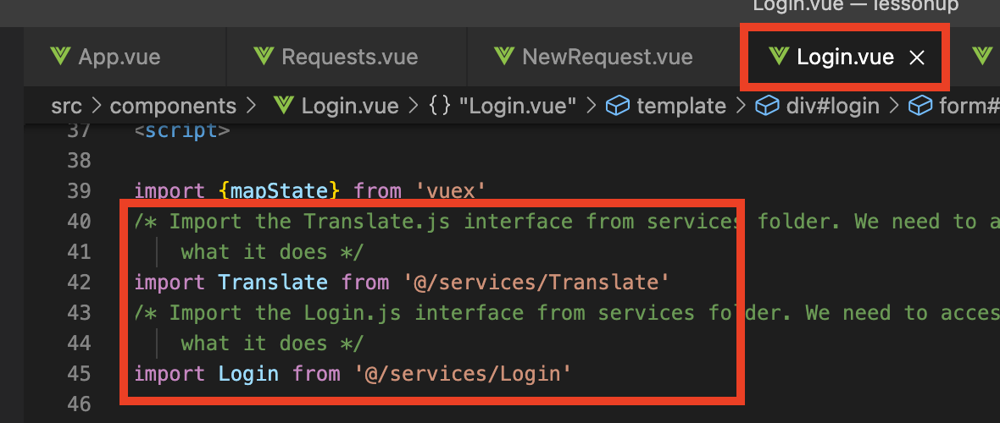 Login.vue — lessonup
App.vue Requests.vue NewRequest.vue Login.vue ×
src > components > Login.vue > {} "Login.vue" > template > div#login > form#
37 <script>
38
39 import {mapState} from 'vuex'
40 /* Import the Translate.js interface from services folder. We need to a
41 what it does */
42 import Translate from '@/services/Translate'
43 /* Import the Login.js interface from services folder. We need to acces
44 what it does */
45 import Login from '@/services/Login'
46